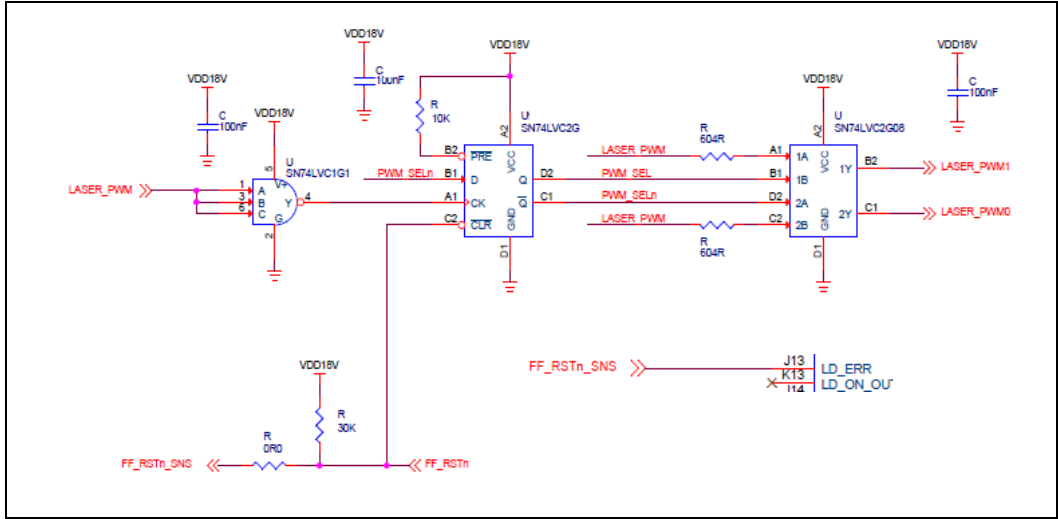 VDD18V
C
100nF
VDD18V
C
VDD18V
R
10K
U
SN74LVC2G
A2
VCC
B2
PRE
PWM_SELn
B1
D
A1
CK
C2
CLR
Q
D2
PWM_SEL
Q
C1
PWM_SELn
GND
D1
U
SN74LVC1G1
5
V+
LASER_PWM
1
A
3
B
6
C
Y
4
G
2
LASER_PWM
R
604R
A1
1A
B1
1B
D2
2A
C2
2B
LASER_PWM
R
604R
VDD18V
U
SN74LVC2G08
A2
VCC
1Y
B2
LASER_PWM1
2Y
C1
LASER_PWM0
GND
D1
VDD18V
C
100nF
VDD18V
R
30K
R
0R0
FF_RSTn_SNS
FF_RSTn
FF_RSTn_SNS
J13
LD_ERR
K13
LD_ON_OUT
J14